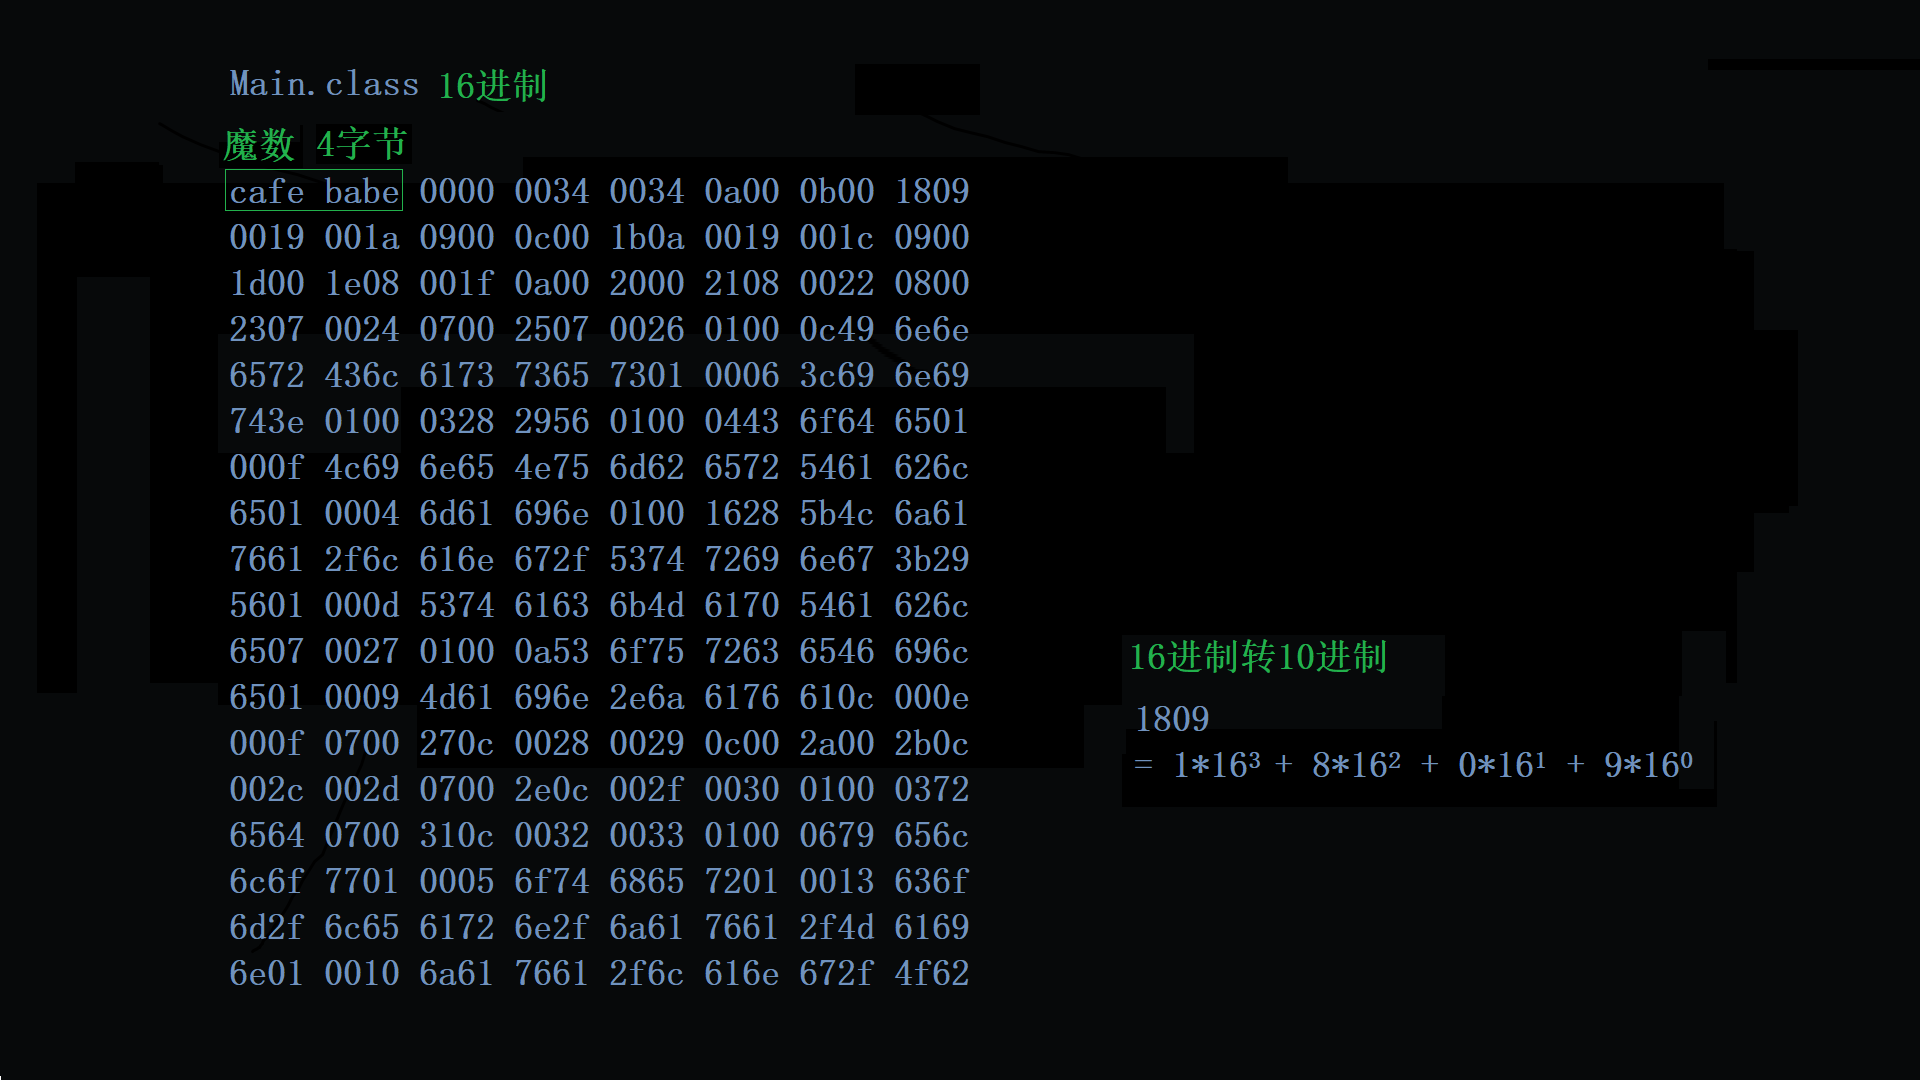 Main.class 16进制
魔数 4字节
cafe babe 0000 0034 0034 0a00 0b00 1809
0019 001a 0900 0c00 1b0a 0019 001c 0900
1d00 1e08 001f 0a00 2000 2108 0022 0800
2307 0024 0700 2507 0026 0100 0c49 6e6e
6572 436c 6173 7365 7301 0006 3c69 6e69
743e 0100 0328 2956 0100 0443 6f64 6501
000f 4c69 6e65 4e75 6d62 6572 5461 626c
6501 0004 6d61 696e 0100 1628 5b4c 6a61
7661 2f6c 616e 672f 5374 7269 6e67 3b29
5601 000d 5374 6163 6b4d 6170 5461 626c
6507 0027 0100 0a53 6f75 7263 6546 696c
6501 0009 4d61 696e 2e6a 6176 610c 000e
000f 0700 270c 0028 0029 0c00 2a00 2b0c
002c 002d 0700 2e0c 002f 0030 0100 0372
6564 0700 310c 0032 0033 0100 0679 656c
6c6f 7701 0005 6f74 6865 7201 0013 636f
6d2f 6c65 6172 6e2f 6a61 7661 2f4d 6169
6e01 0010 6a61 7661 2f6c 616e 672f 4f62
16进制转10进制
1809
= 1*16³ + 8*16² + 0*16¹ + 9*16⁰